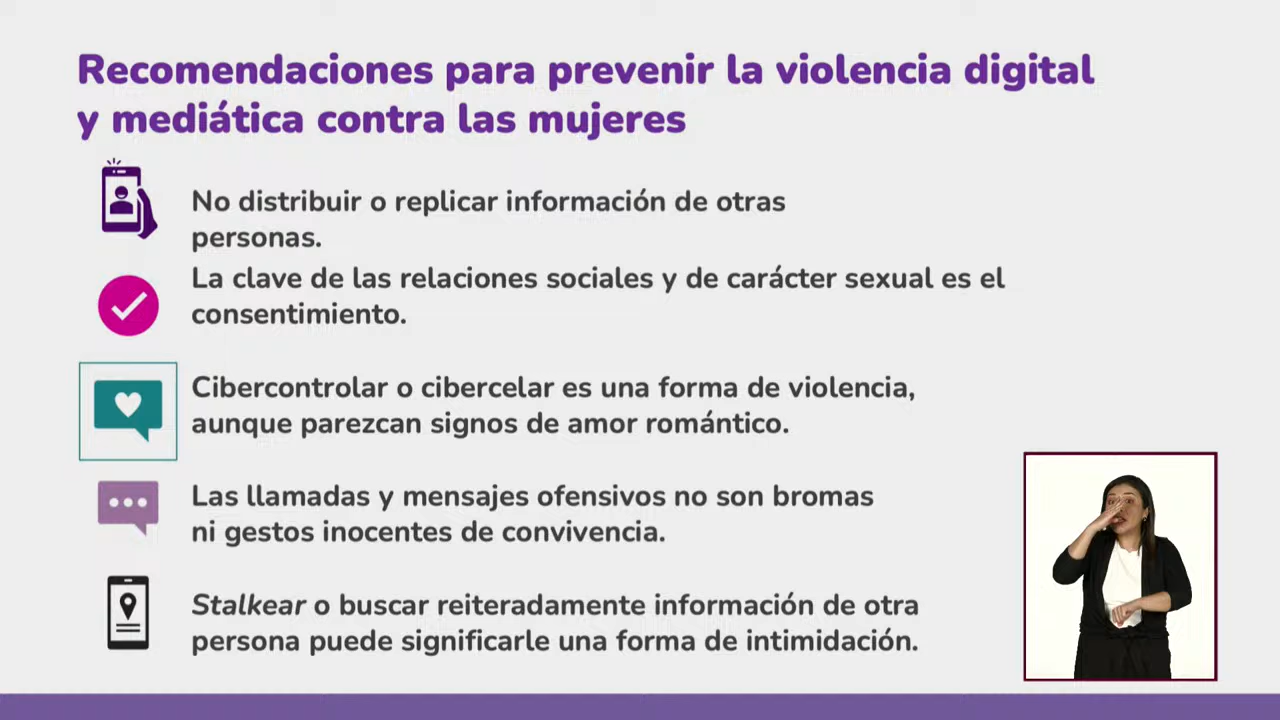 Recomendaciones para prevenir la violencia digital
y mediática contra las mujeres
No distribuir o replicar información de otras
personas.
La clave de las relaciones sociales y de carácter sexual es el
consentimiento.
Cibercontrolar o cibercelar es una forma de violencia,
aunque parezcan signos de amor romántico.
Las llamadas y mensajes ofensivos no son bromas
ni gestos inocentes de convivencia.
Stalkear o buscar reiteradamente información de otra
persona puede significarle una forma de intimidación.